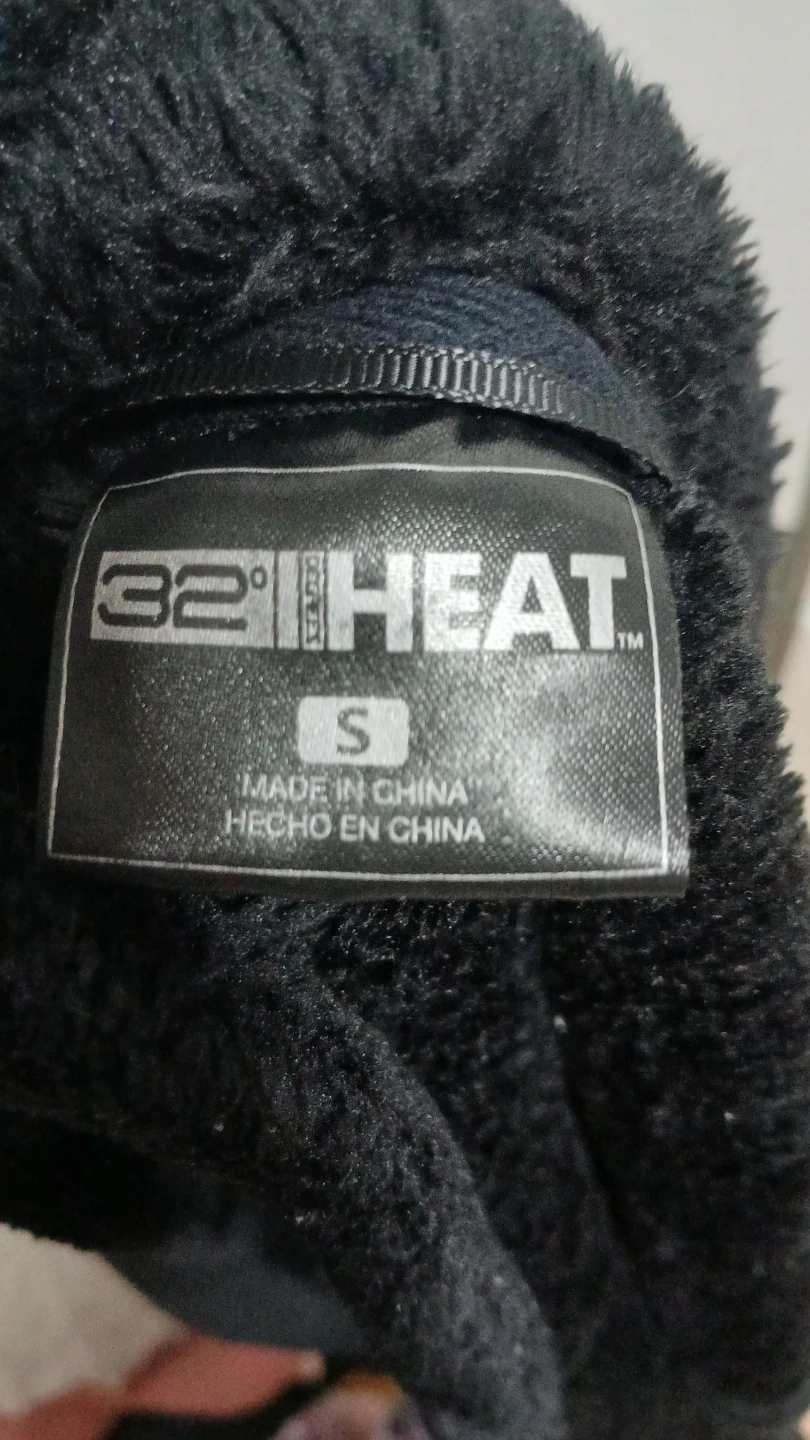 32° HEAT™
S
MADE IN CHINA
HECHO EN CHINA